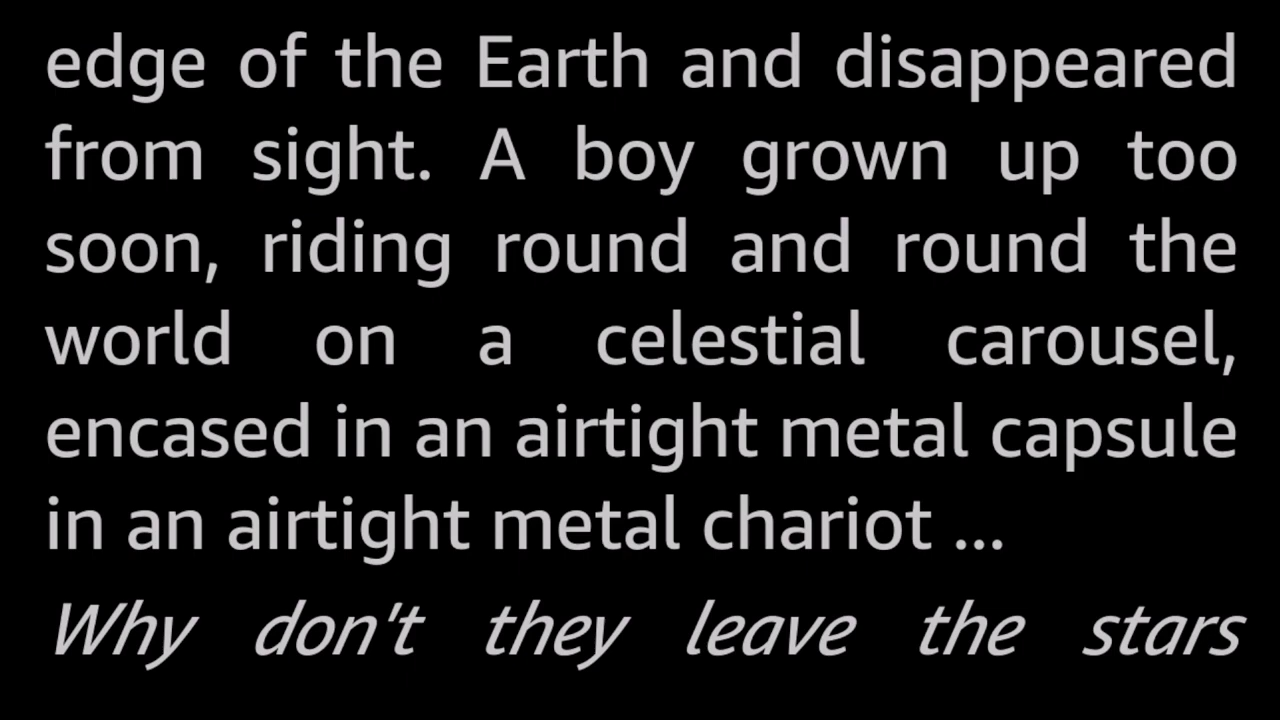 edge of the Earth and disappeared
from sight. A boy grown up too
soon, riding round and round the
world on a celestial carousel,
encased in an airtight metal capsule
in an airtight metal chariot ...
Why don't they leave the stars